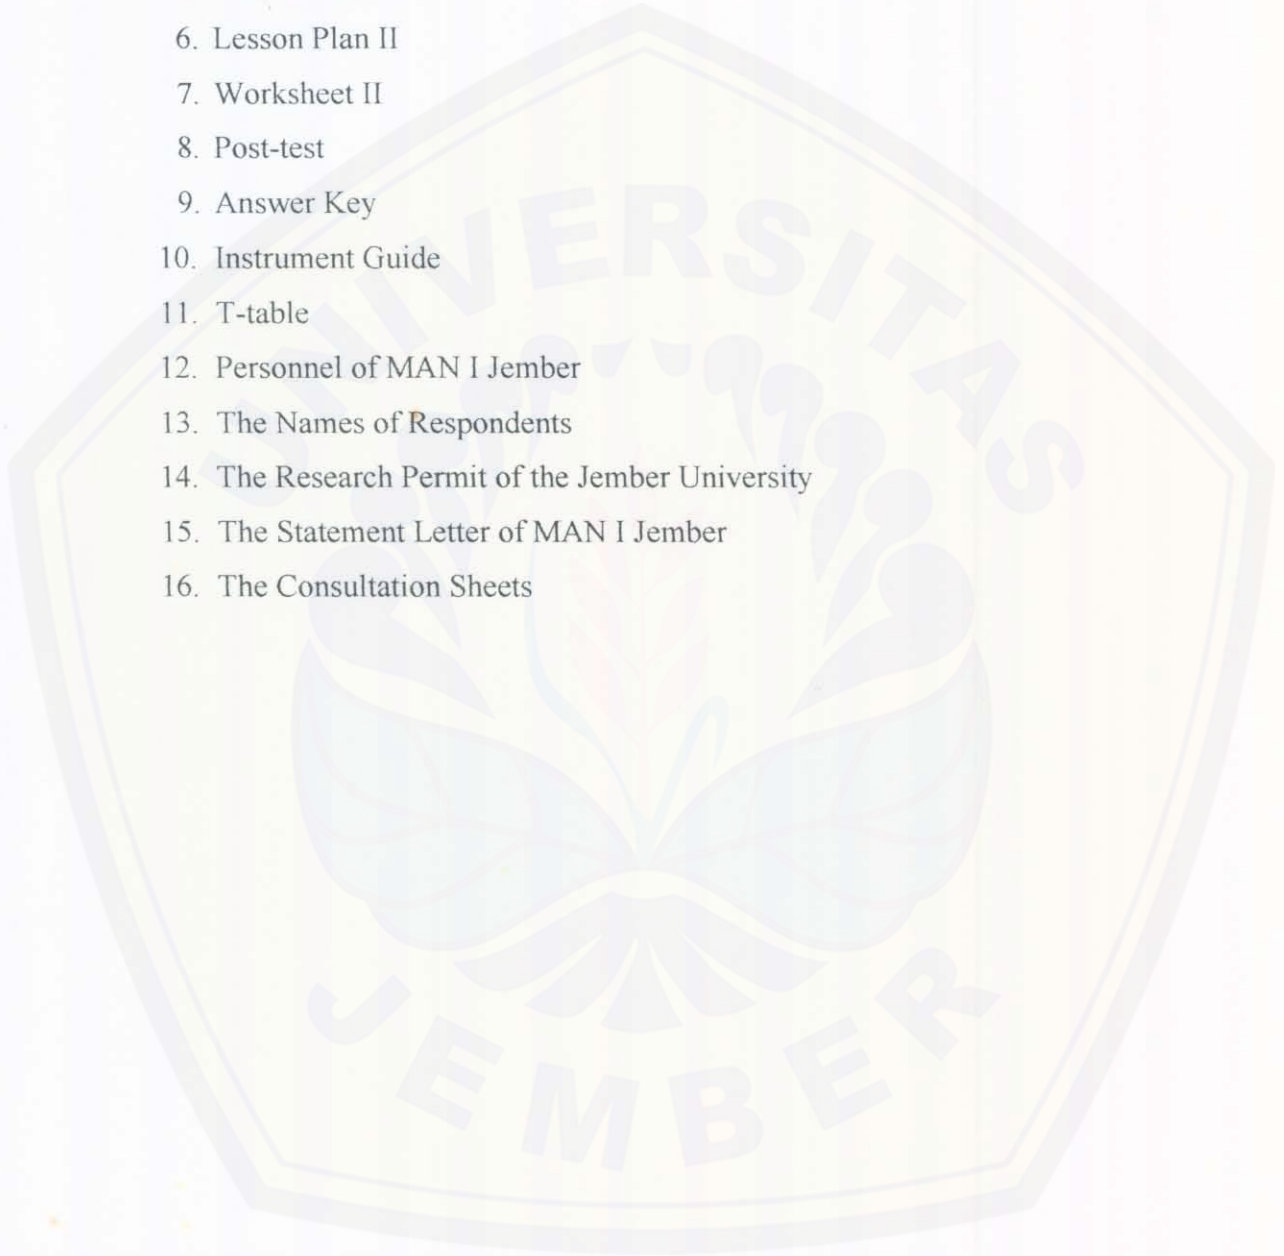 6. Lesson Plan II
7. Worksheet II
8. Post-test
9. Answer Key
10. Instrument Guide
11. T-table
12. Personnel of MAN I Jember
13. The Names of Respondents
14. The Research Permit of the Jember University
15. The Statement Letter of MAN I Jember
16. The Consultation Sheets
UNIVERSITAS
JEMBER